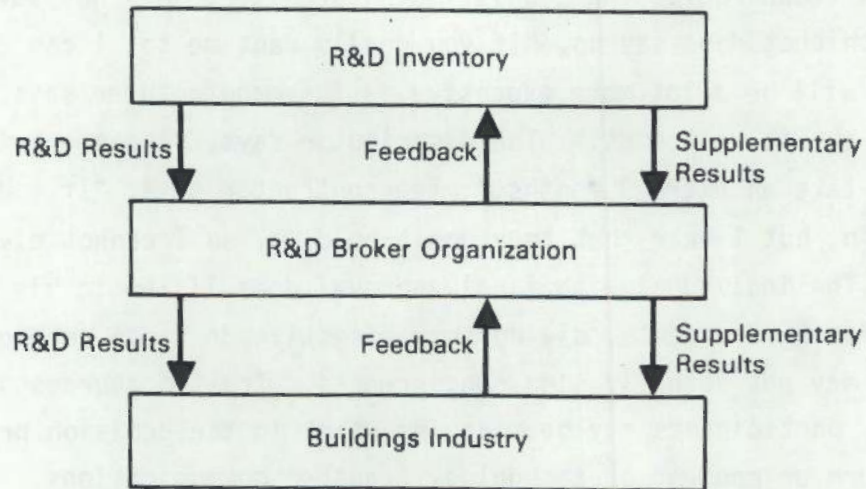 R&D Inventory
R&D Results
Feedback
Supplementary
Results
R&D Broker Organization
R&D Results
Feedback
Supplementary
Results
Buildings Industry